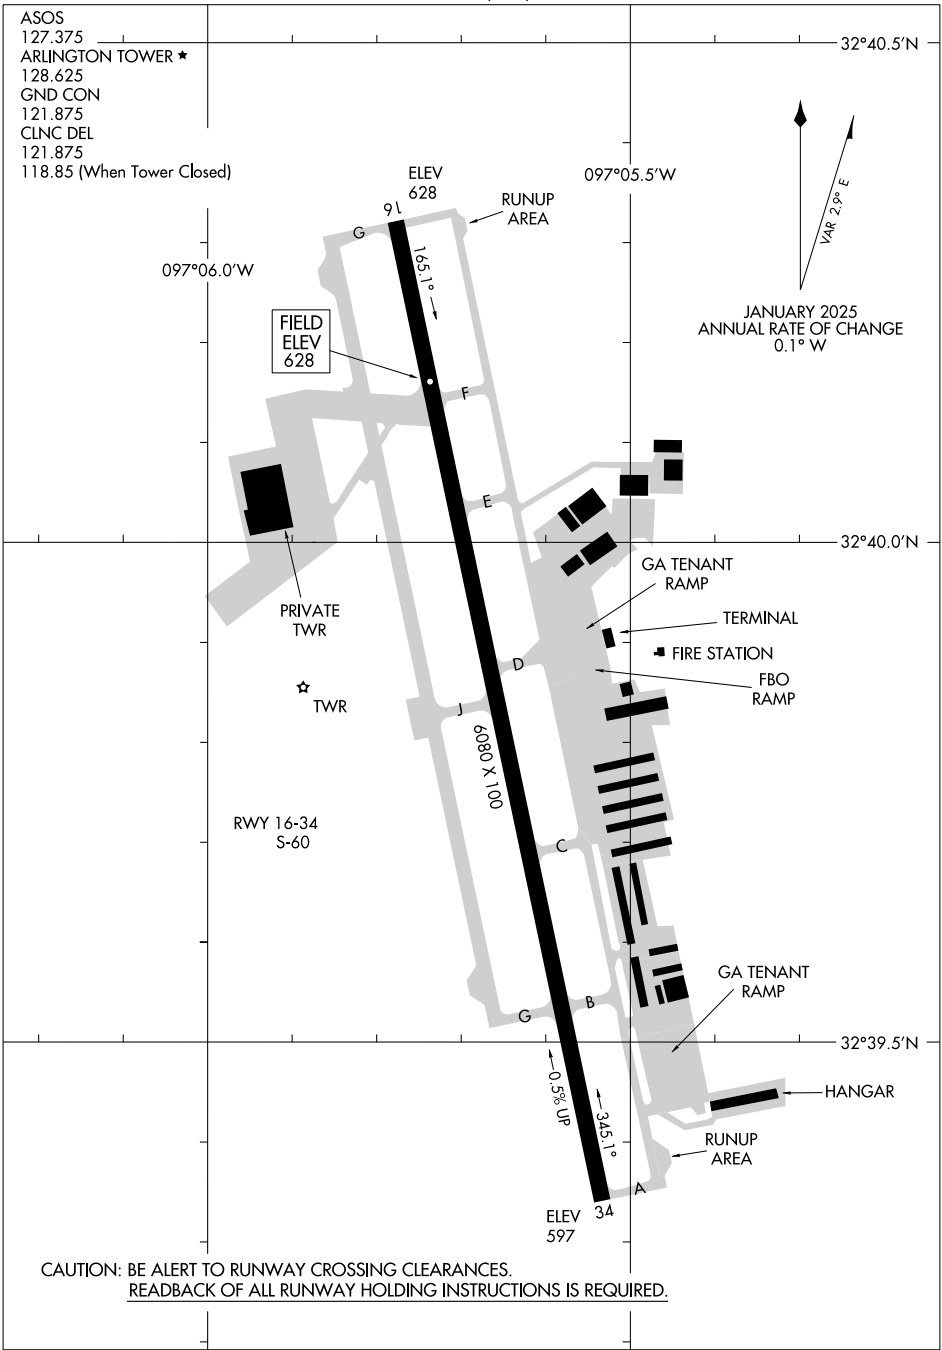 ASOS
127.375
ARLINGTON TOWER ★
128.625
GND CON
121.875
CLNC DEL
121.875
118.85 (When Tower Closed)
32°40.5'N
097°05.5'W
ELEV
628
RUNUP
AREA
16
G
165.1°
097°06.0'W
VAR 2.9° E
JANUARY 2025
ANNUAL RATE OF CHANGE
0.1° W
FIELD
ELEV
628
F
E
32°40.0'N
GA TENANT
RAMP
PRIVATE
TWR
TERMINAL
FIRE STATION
D
FBO
RAMP
TWR
J
6080 X 100
RWY 16-34
S-60
C
GA TENANT
RAMP
B
G
32°39.5'N
0.5% UP
345.1°
HANGAR
RUNUP
AREA
A
34
ELEV
597
CAUTION: BE ALERT TO RUNWAY CROSSING CLEARANCES.
READBACK OF ALL RUNWAY HOLDING INSTRUCTIONS IS REQUIRED.